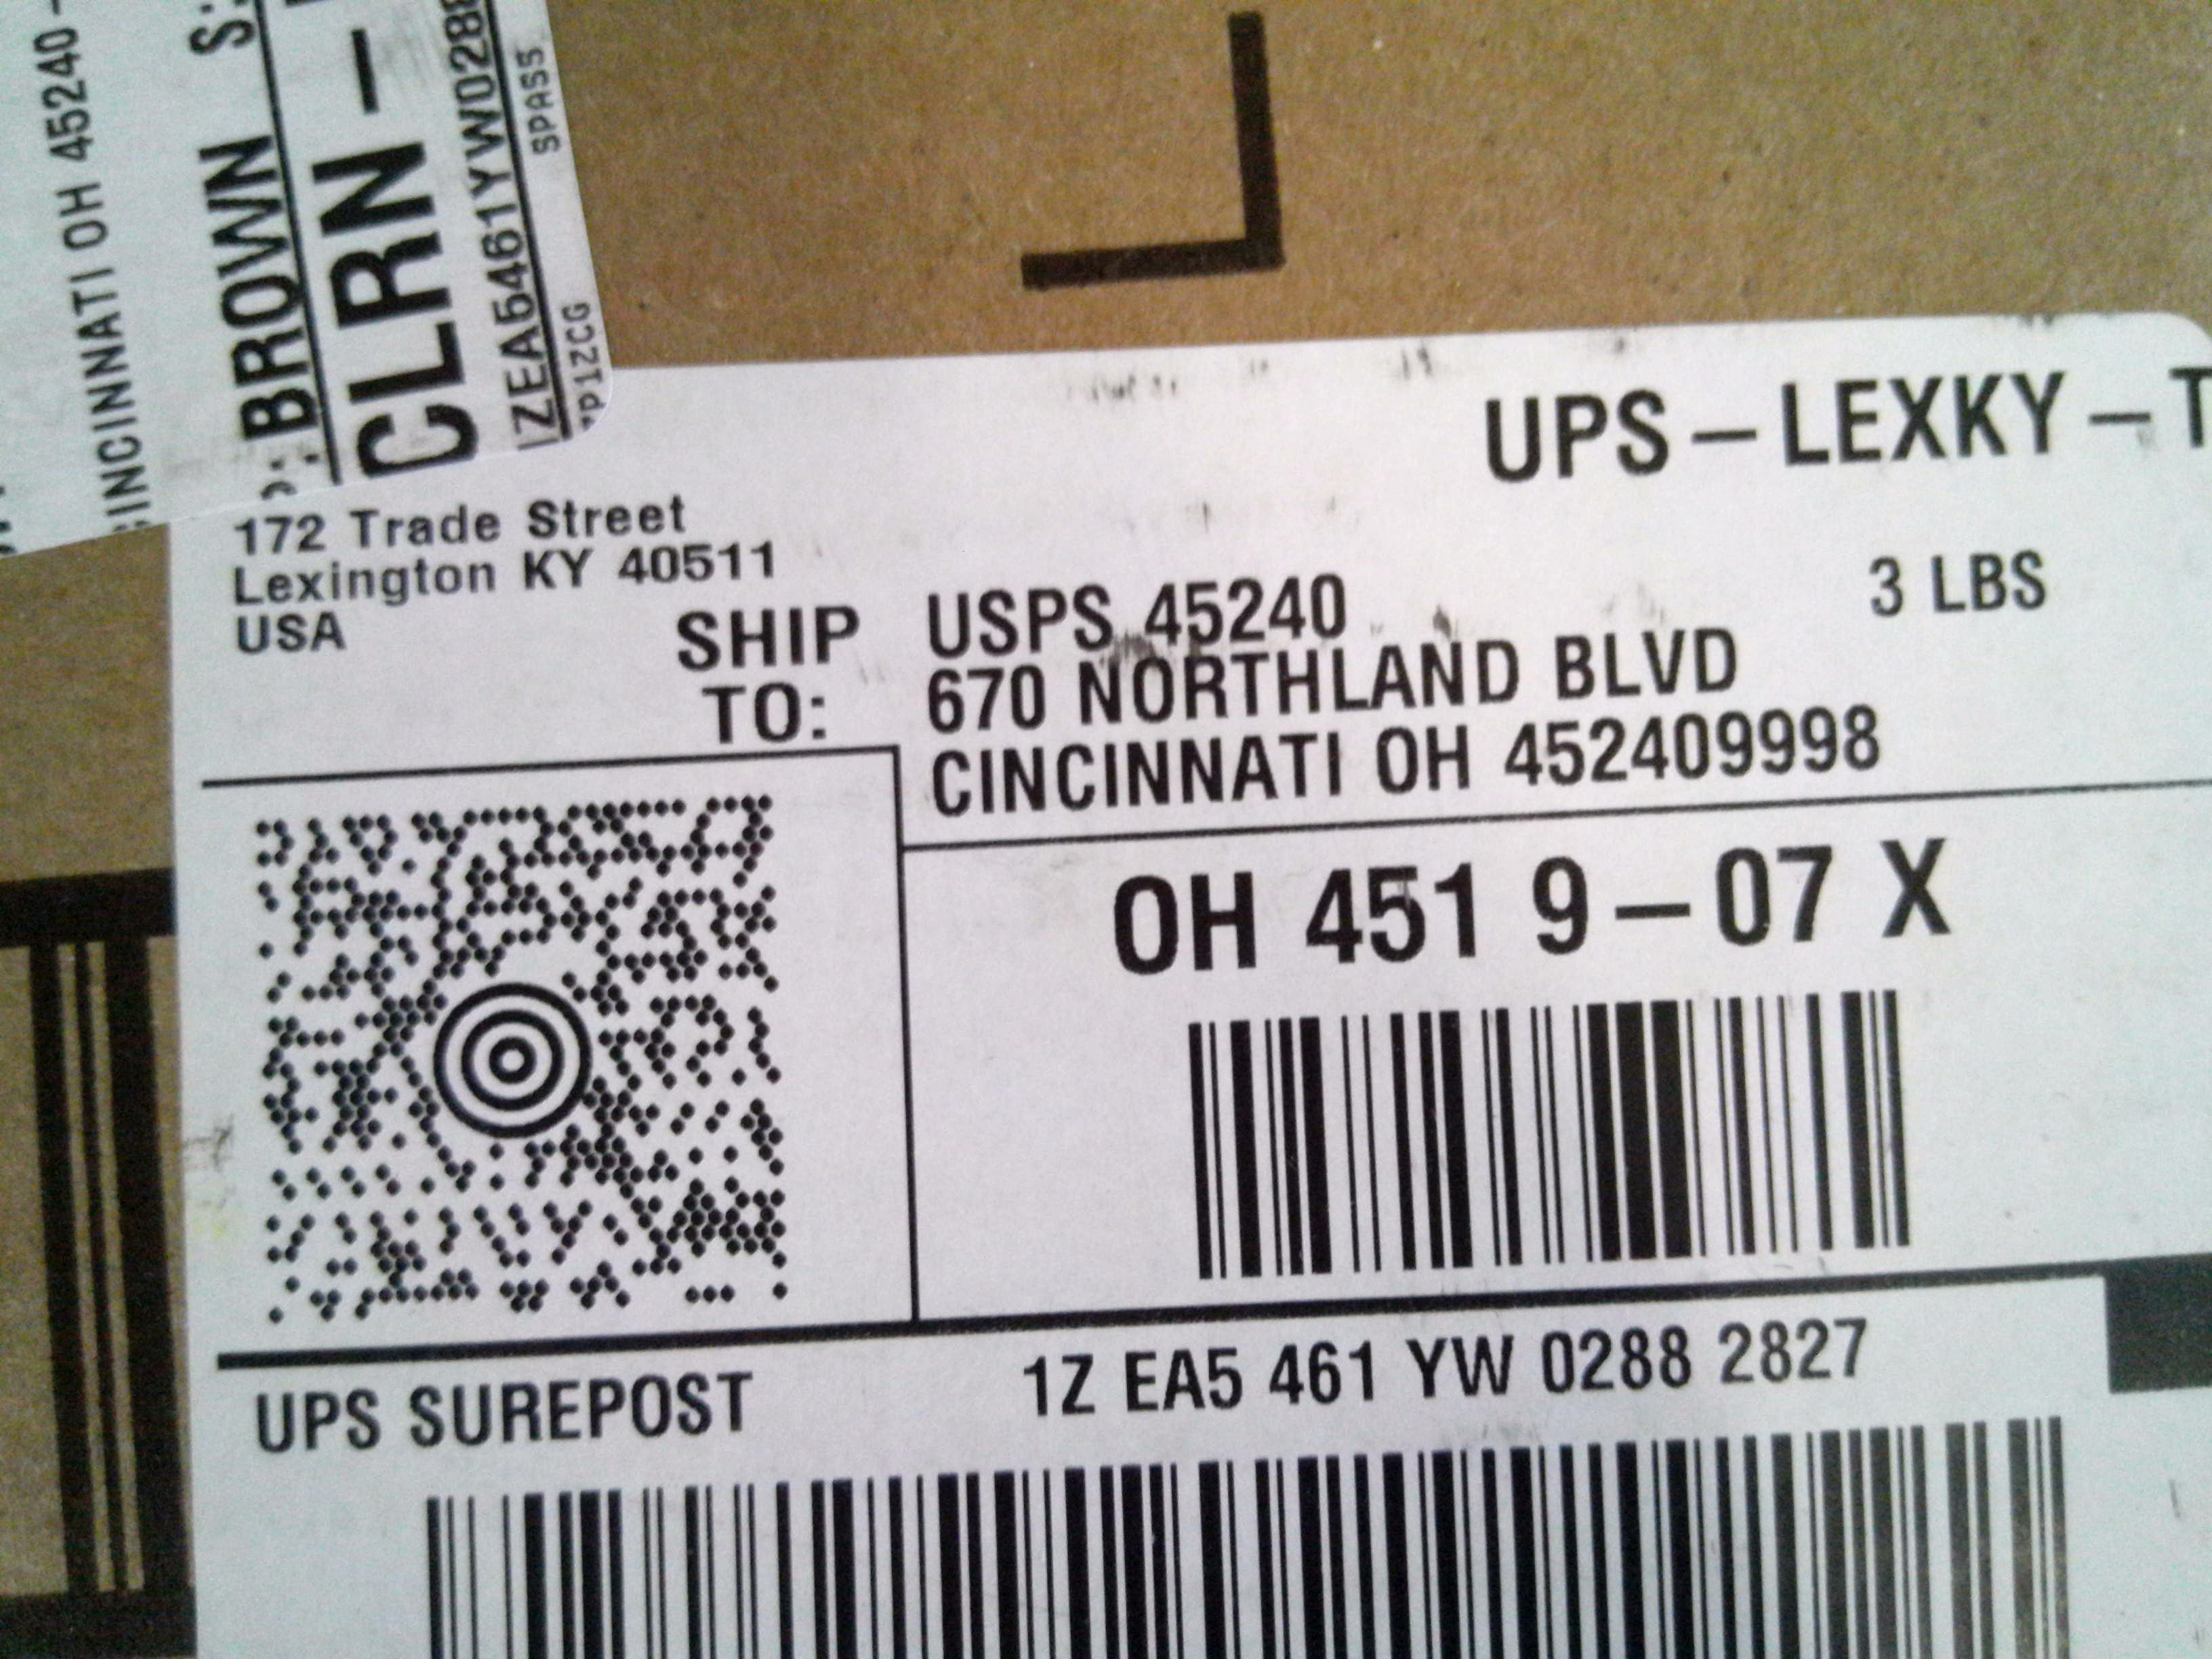 CINCINNATI OH 45240-
BROWN S:
CLRN -
1ZEA5461YW0288
SPASS
UPS - LEXKY - T
172 Trade Street
Lexington KY 40511
USA
3 LBS
SHIP TO:
USPS 45240
670 NORTHLAND BLVD
CINCINNATI OH 452409998
OH 451 9-07 X
UPS SUREPOST
1Z EA5 461 YW 0288 2827